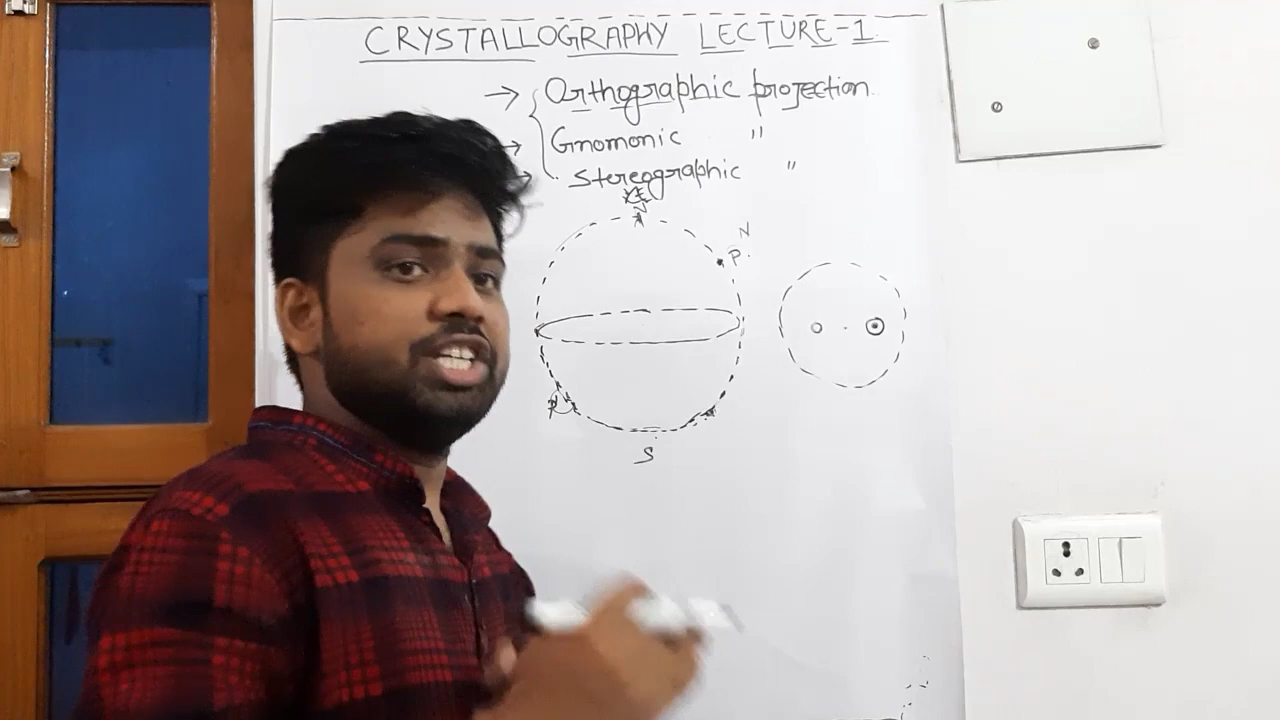 CRYSTALLOGRAPHY LECTURE-1
→ Orthographic projection.
→ Gnomonic "
→ Stereographic "
N
P.
S